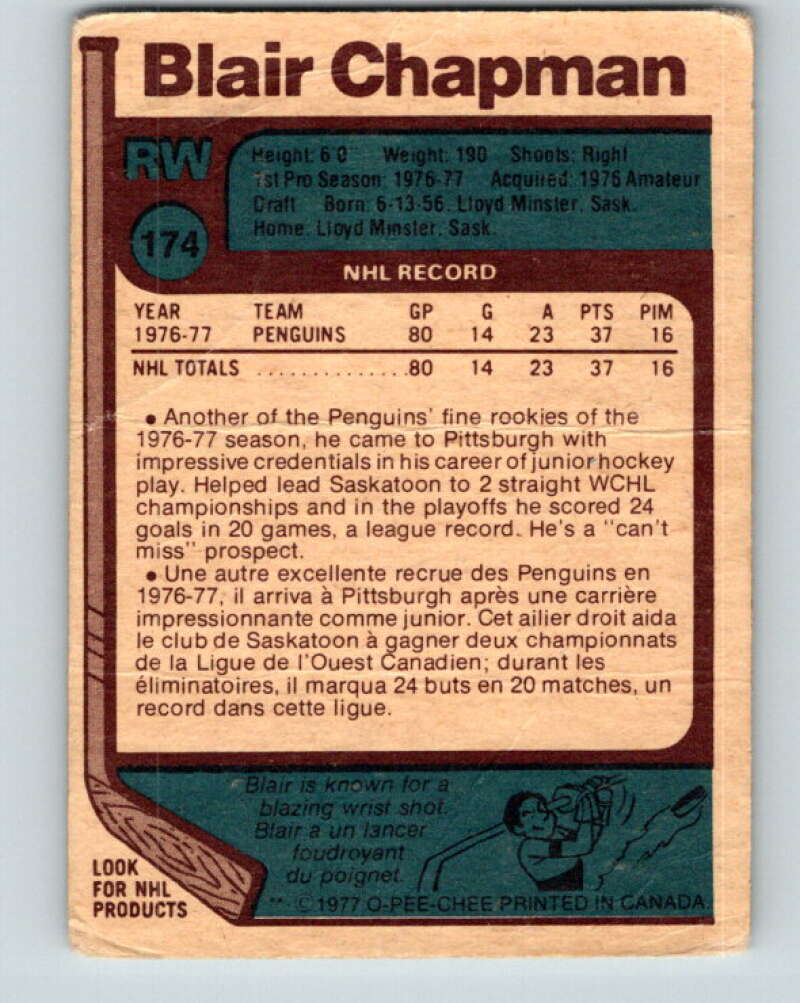 Blair Chapman
RW
Height: 6'0" Weight: 190 Shoots: Right
1st Pro Season: 1976-77 Acquired: 1976 Amateur
Draft Born: 6-13-56, Lloyd Minster, Sask.
Home: Lloyd Minster, Sask.
174
NHL RECORD
YEAR TEAM GP G A PTS PIM
1976-77 PENGUINS 80 14 23 37 16
NHL TOTALS ..............80 14 23 37 16
• Another of the Penguins' fine rookies of the
1976-77 season, he came to Pittsburgh with
impressive credentials in his career of junior hockey
play. Helped lead Saskatoon to 2 straight WCHL
championships and in the playoffs he scored 24
goals in 20 games, a league record. He's a "can't
miss" prospect.
• Une autre excellente recrue des Penguins en
1976-77, il arriva à Pittsburgh après une carrière
impressionnante comme junior. Cet ailier droit aida
le club de Saskatoon à gagner deux championnats
de la Ligue de l'Ouest Canadien; durant les
éliminatoires, il marqua 24 buts en 20 matches, un
record dans cette ligue.
Blair is known for a
blazing wrist shot.
Blair a un lancer
foudroyant
du poignet.
LOOK
FOR NHL
PRODUCTS
** ©1977 O-PEE-CHEE PRINTED IN CANADA.